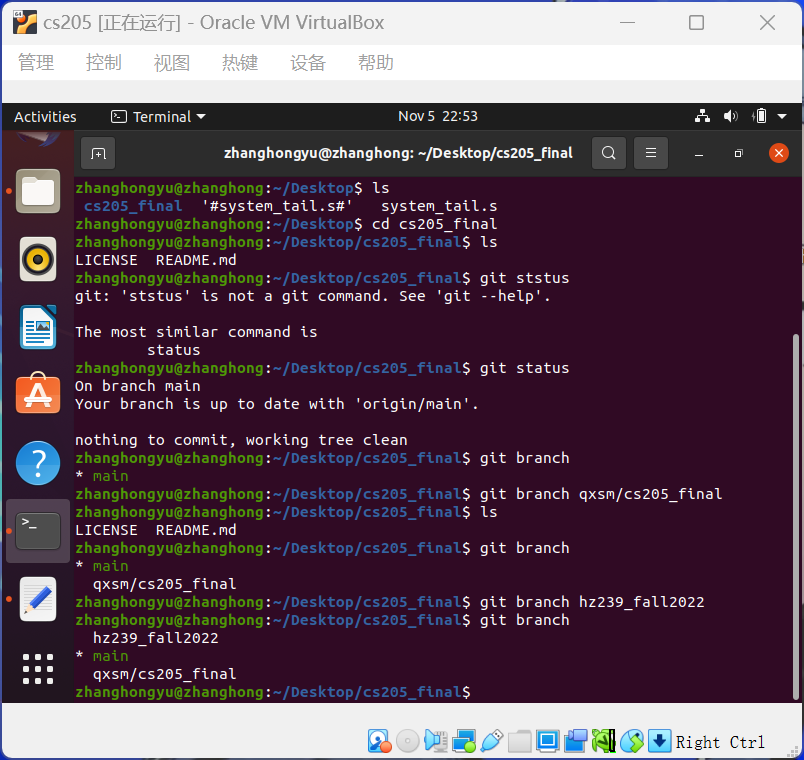 cs205 [正在运行] - Oracle VM VirtualBox
管理 控制 视图 热键 设备 帮助
Activities Terminal Nov 5 22:53
zhanghongyu@zhanghong: ~/Desktop/cs205_final
zhanghongyu@zhanghong:~/Desktop$ ls
cs205_final '#system_tail.s#' system_tail.s
zhanghongyu@zhanghong:~/Desktop$ cd cs205_final
zhanghongyu@zhanghong:~/Desktop/cs205_final$ ls
LICENSE README.md
zhanghongyu@zhanghong:~/Desktop/cs205_final$ git ststus
git: 'ststus' is not a git command. See 'git --help'.
The most similar command is
status
zhanghongyu@zhanghong:~/Desktop/cs205_final$ git status
On branch main
Your branch is up to date with 'origin/main'.
nothing to commit, working tree clean
zhanghongyu@zhanghong:~/Desktop/cs205_final$ git branch
* main
zhanghongyu@zhanghong:~/Desktop/cs205_final$ git branch qxsm/cs205_final
zhanghongyu@zhanghong:~/Desktop/cs205_final$ ls
LICENSE README.md
zhanghongyu@zhanghong:~/Desktop/cs205_final$ git branch
* main
qxsm/cs205_final
zhanghongyu@zhanghong:~/Desktop/cs205_final$ git branch hz239_fall2022
zhanghongyu@zhanghong:~/Desktop/cs205_final$ git branch
hz239_fall2022
* main
qxsm/cs205_final
zhanghongyu@zhanghong:~/Desktop/cs205_final$
Right Ctrl